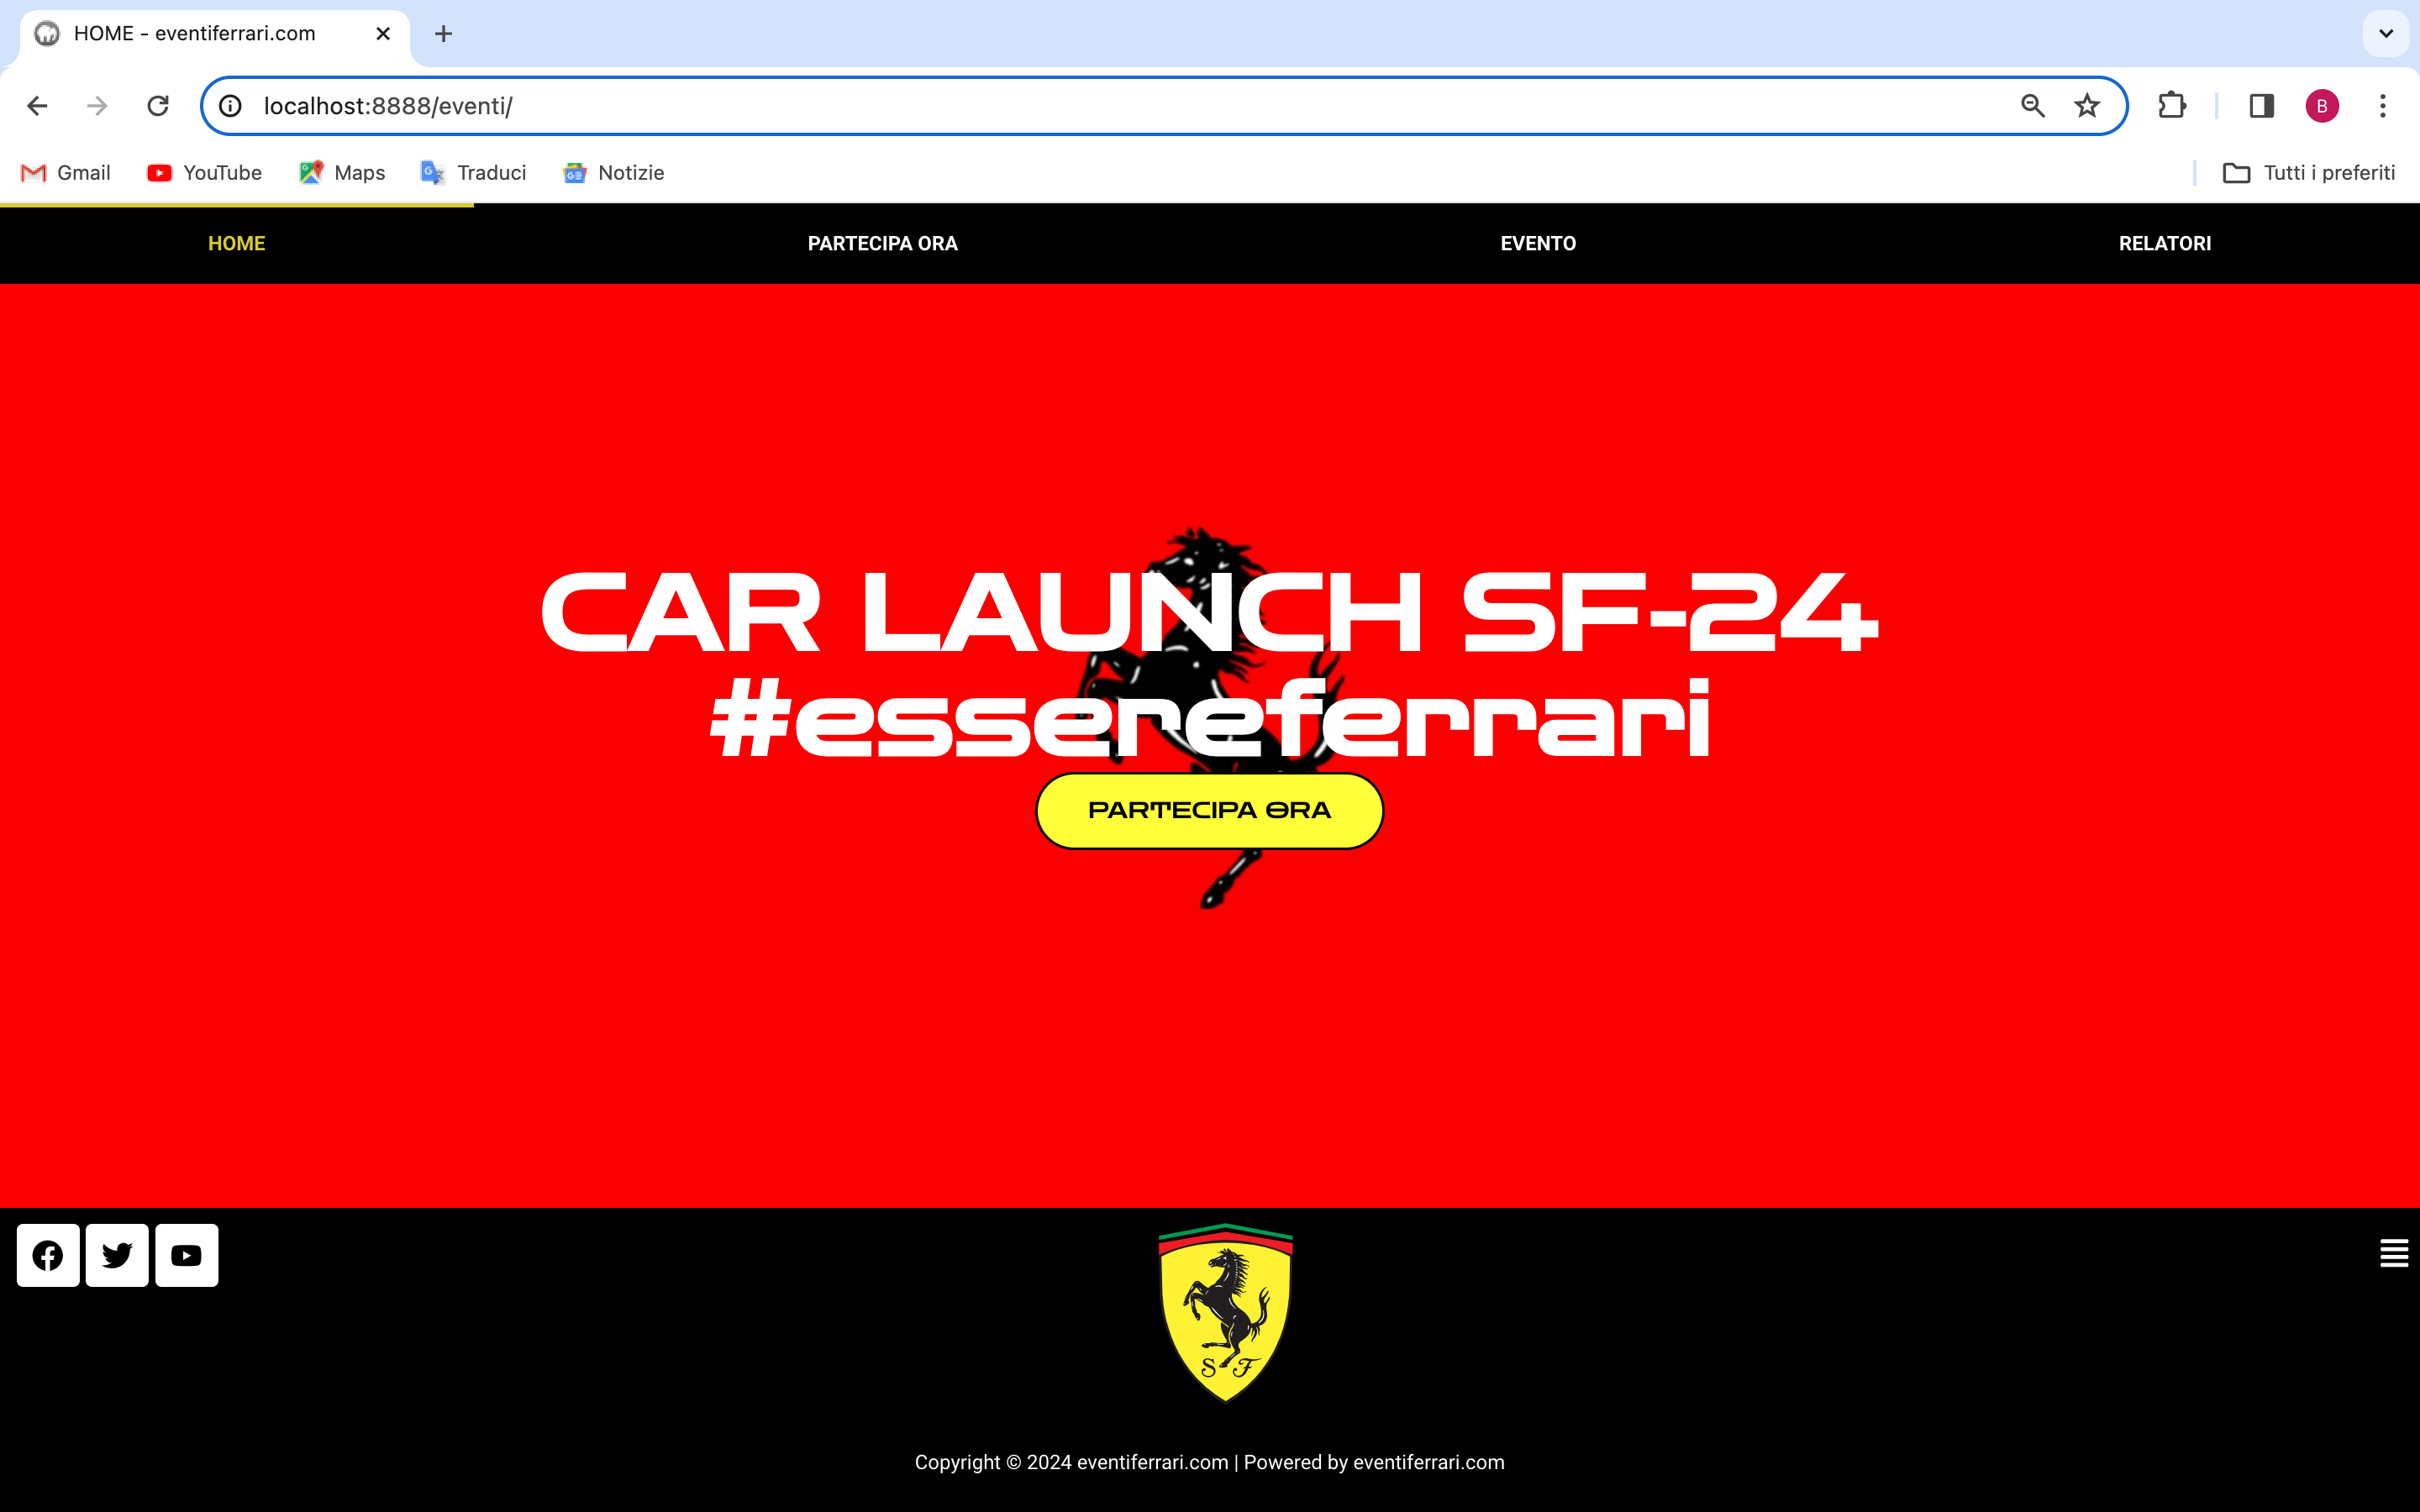 HOME - eventiferrari.com
localhost:8888/eventi/
B
Gmail YouTube Maps Traduci Notizie Tutti i preferiti
HOME PARTECIPA ORA EVENTO RELATORI
CAR LAUNCH SF-24
#essereferrari
PARTECIPA ORA
S F
Copyright © 2024 eventiferrari.com | Powered by eventiferrari.com